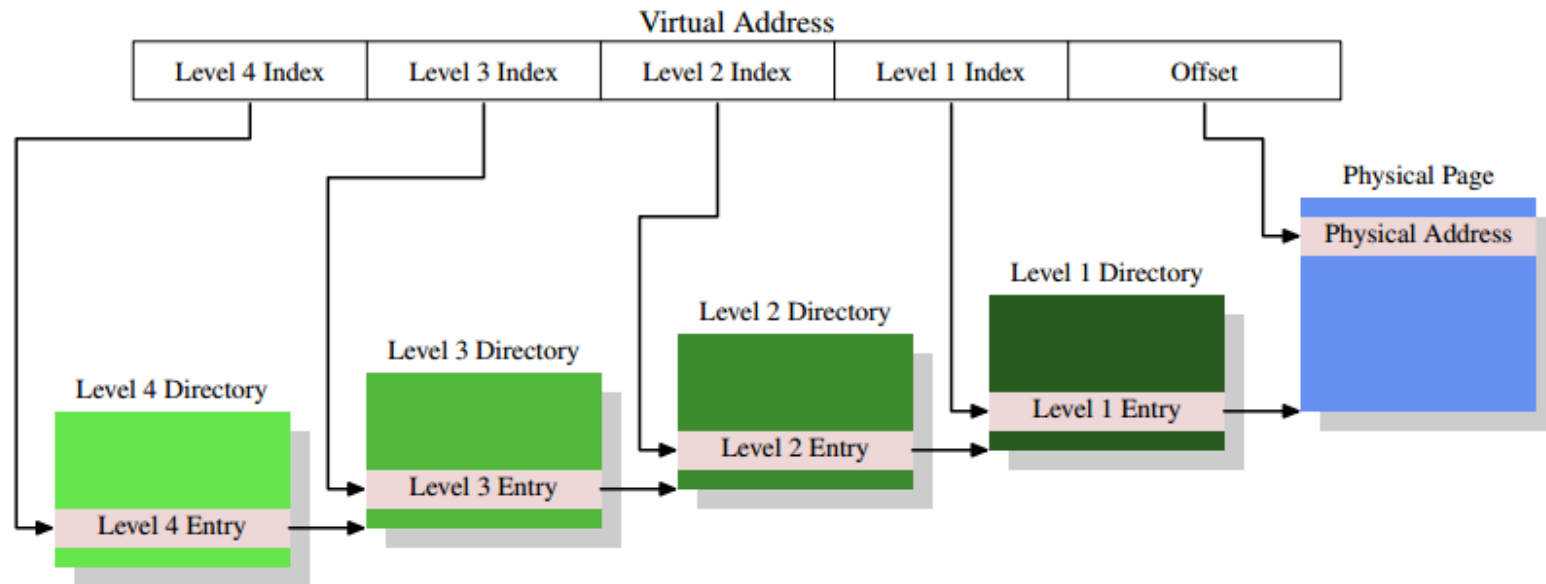 Virtual Address
Level 4 Index Level 3 Index Level 2 Index Level 1 Index Offset
Physical Page
Physical Address
Level 1 Directory
Level 2 Directory
Level 3 Directory
Level 4 Directory
Level 1 Entry
Level 2 Entry
Level 3 Entry
Level 4 Entry